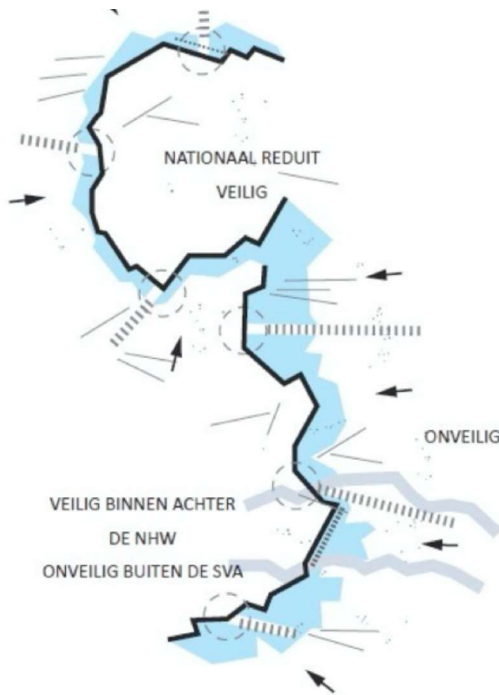 NATIONAAL REDUIT
VEILIG
ONVEILIG
VEILIG BINNEN ACHTER
DE NHW
ONVEILIG BUITEN DE SVA